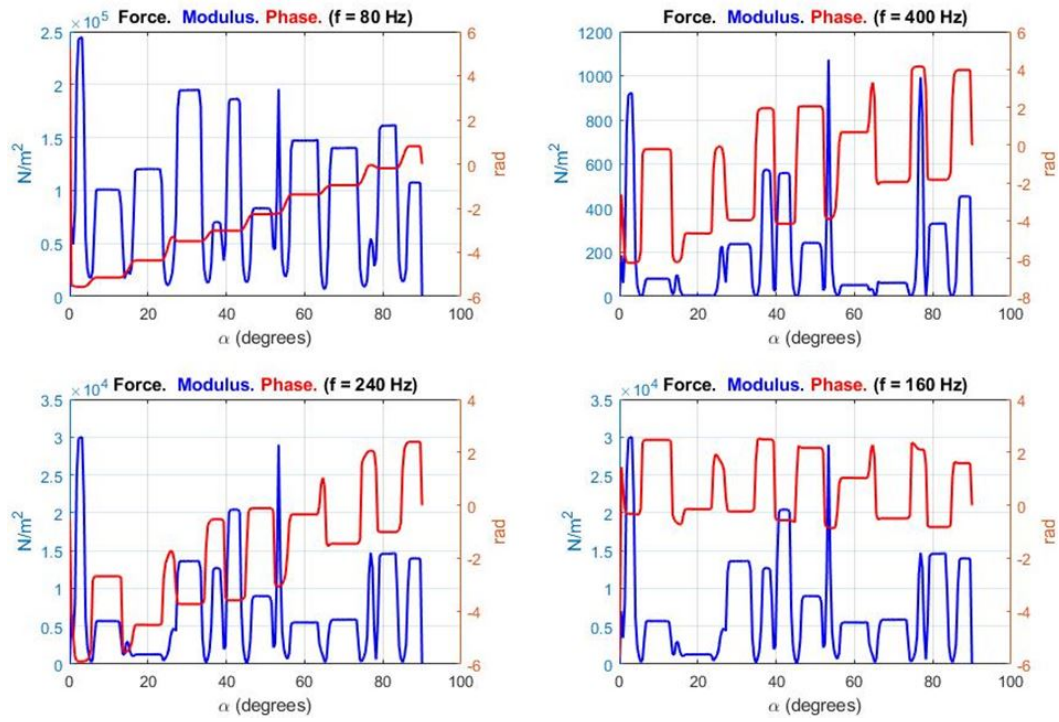 Force. Modulus. Phase. (f = 80 Hz)
×10^5
N/m²
2.5
2
1.5
1
0.5
0
6
4
2
0
-2
-4
-6
rad
0 20 40 60 80 100
α (degrees)
Force. Modulus. Phase. (f = 400 Hz)
N/m²
1200
1000
800
600
400
200
0
6
4
2
0
-2
-4
-6
-8
rad
0 20 40 60 80 100
α (degrees)
Force. Modulus. Phase. (f = 240 Hz)
×10^4
N/m²
3.5
3
2.5
2
1.5
1
0.5
0
4
2
0
-2
-4
-6
rad
0 20 40 60 80 100
α (degrees)
Force. Modulus. Phase. (f = 160 Hz)
×10^4
N/m²
3.5
3
2.5
2
1.5
1
0.5
0
4
2
0
-2
-4
-6
rad
0 20 40 60 80 100
α (degrees)